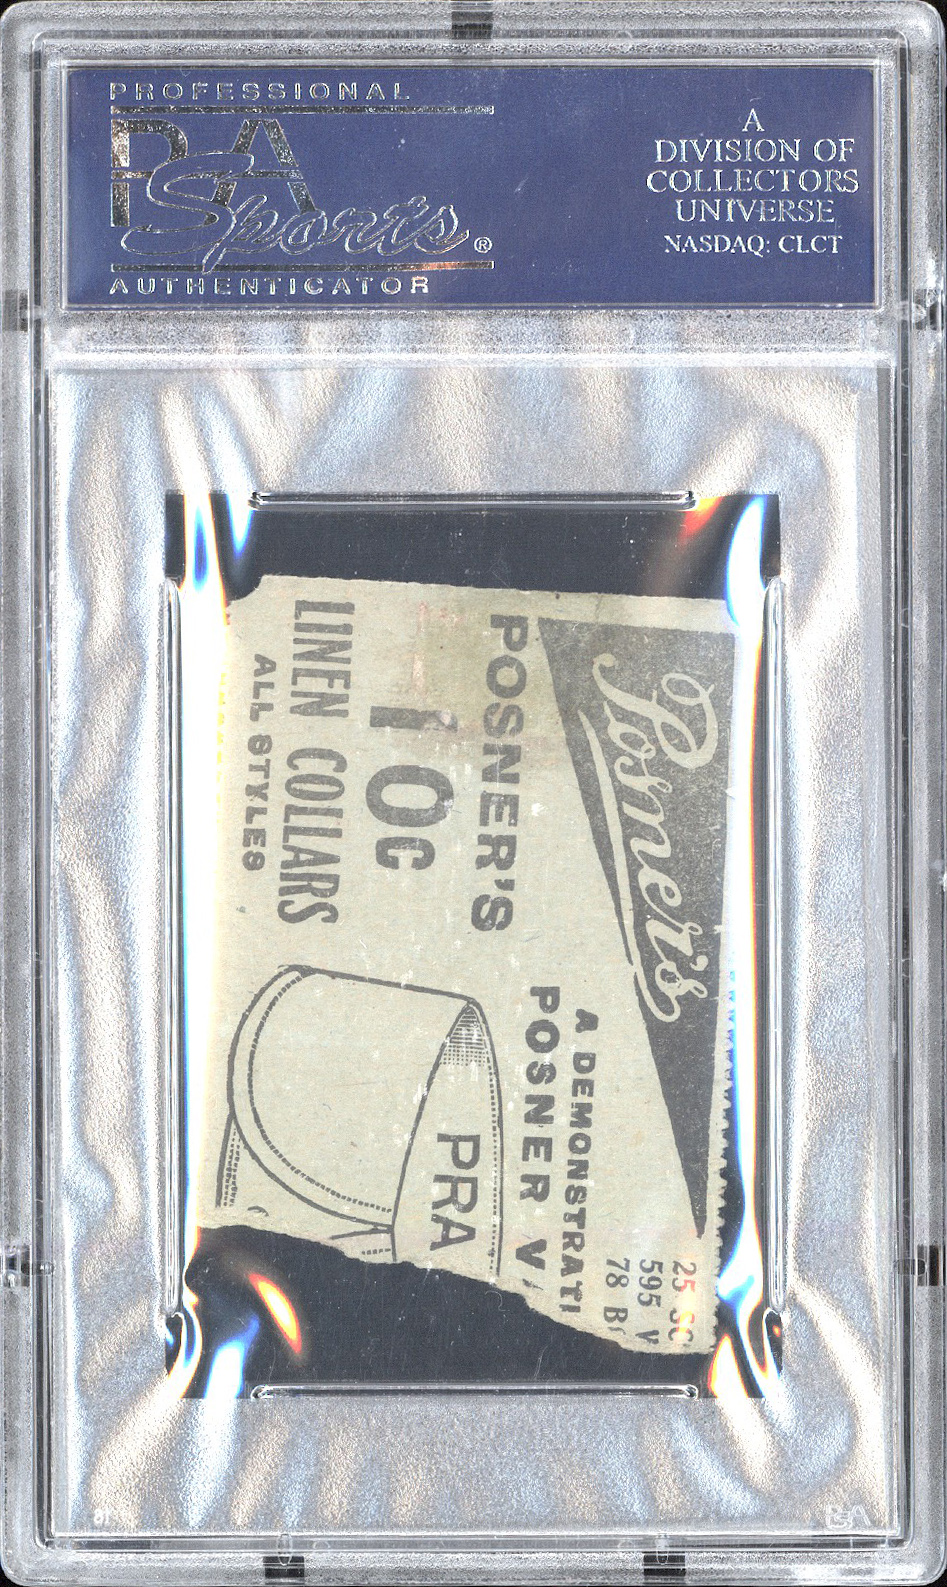 PROFESSIONAL
PSA
Sports®
AUTHENTICATOR
A
DIVISION OF
COLLECTORS
UNIVERSE
NASDAQ: CLCT
Posner's
POSNER'S
10c
LINEN COLLARS
ALL STYLES
A DEMONSTRATI
POSNER V
PRA
25 SC
595 V
78 B
PSA